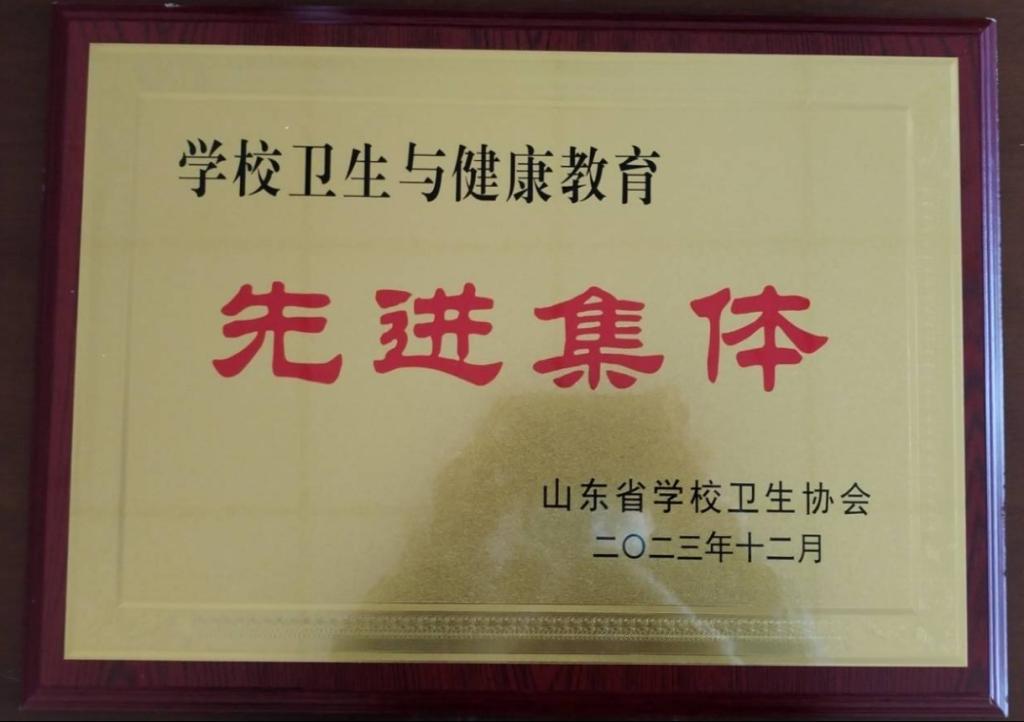 学校卫生与健康教育
先进集体
山东省学校卫生协会
二〇二三年十二月